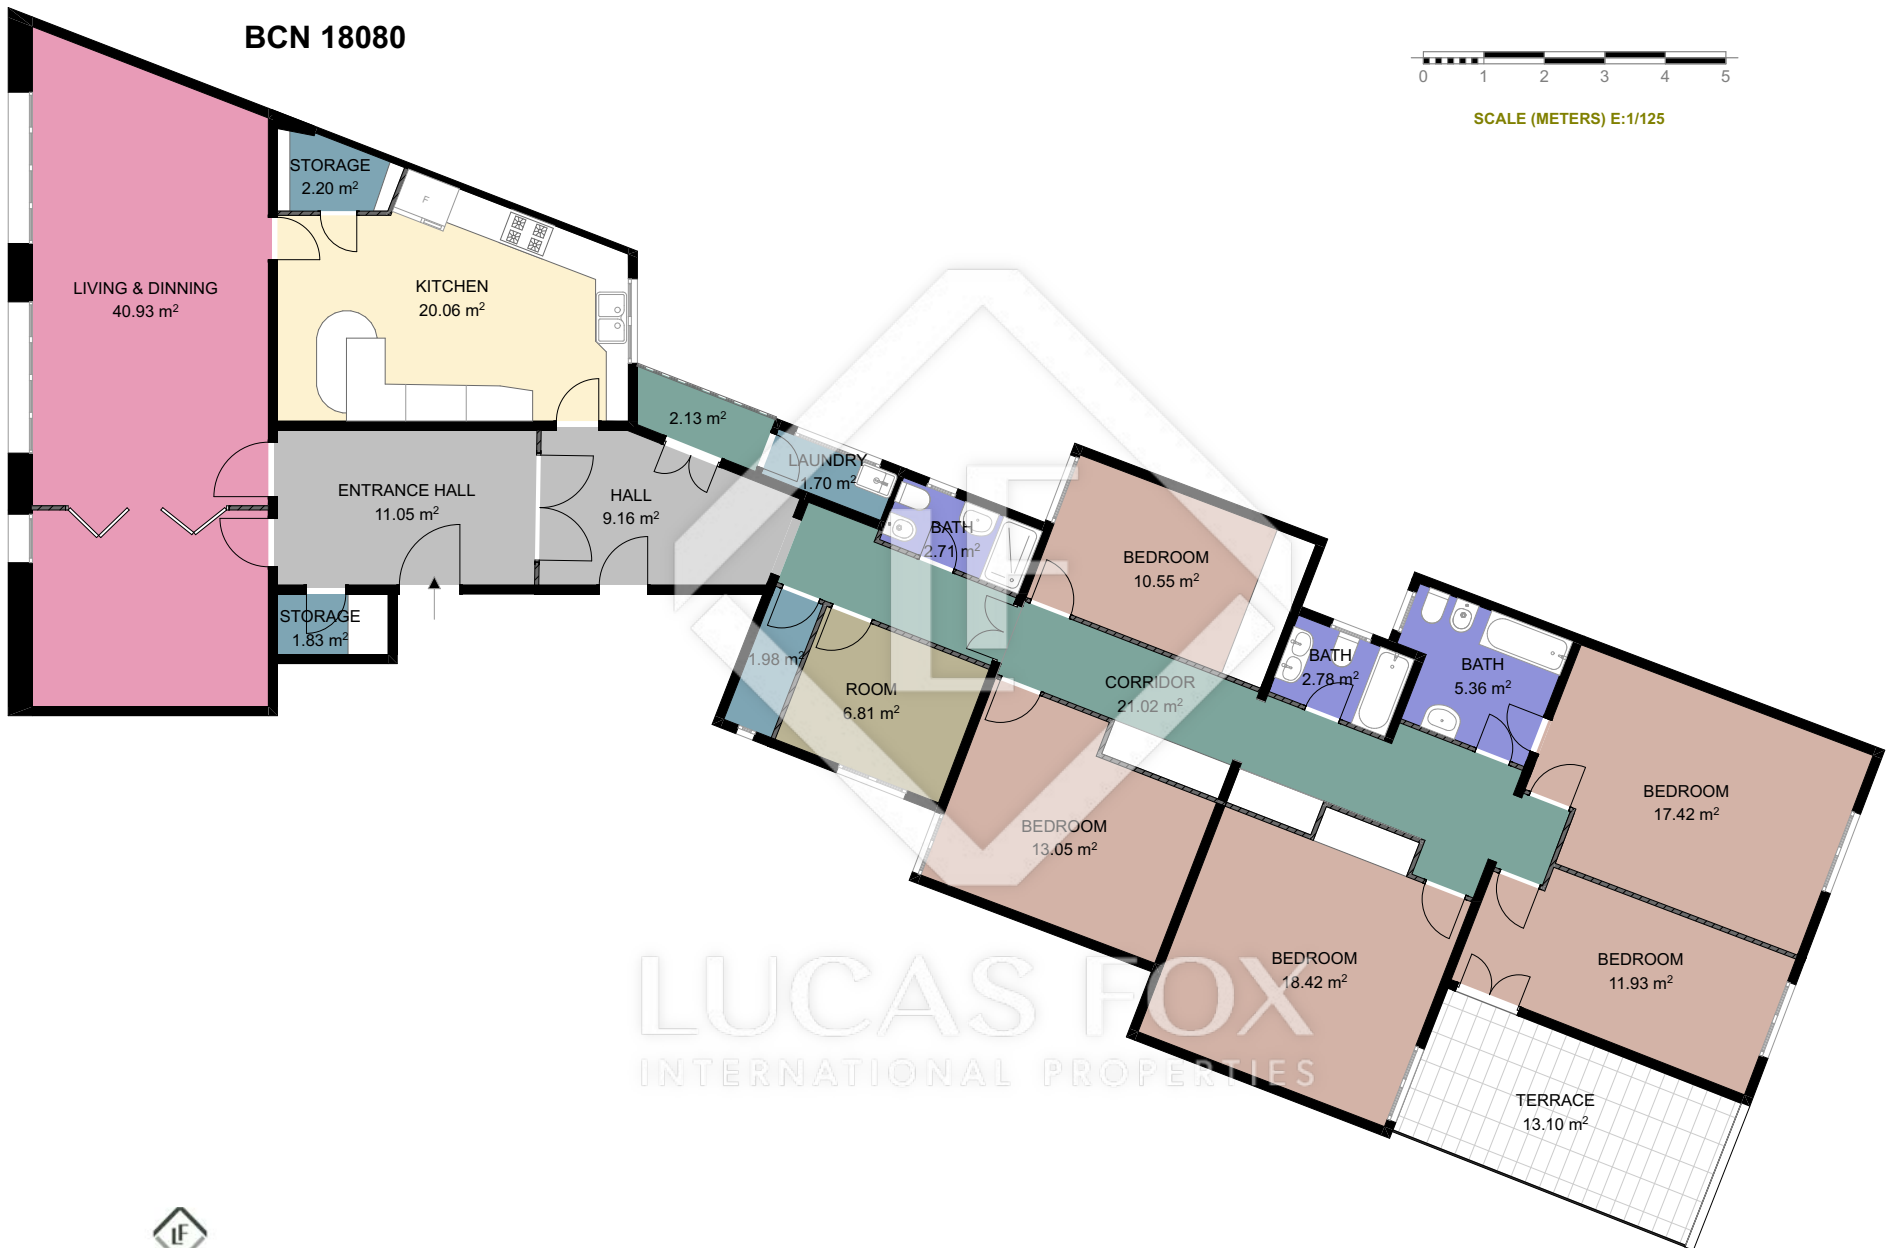 BCN 18080
0 1 2 3 4 5
SCALE (METERS) E:1/125
STORAGE
2.20 m²
F
LIVING & DINNING
40.93 m²
KITCHEN
20.06 m²
2.13 m²
LAUNDRY
1.70 m²
ENTRANCE HALL
11.05 m²
HALL
9.16 m²
BATH
2.71 m²
BEDROOM
10.55 m²
STORAGE
1.83 m²
1.98 m²
ROOM
6.81 m²
CORRIDOR
21.02 m²
BATH
2.78 m²
BATH
5.36 m²
BEDROOM
17.42 m²
BEDROOM
13.05 m²
BEDROOM
18.42 m²
BEDROOM
11.93 m²
TERRACE
13.10 m²
LF
LUCAS FOX
INTERNATIONAL PROPERTIES
LF